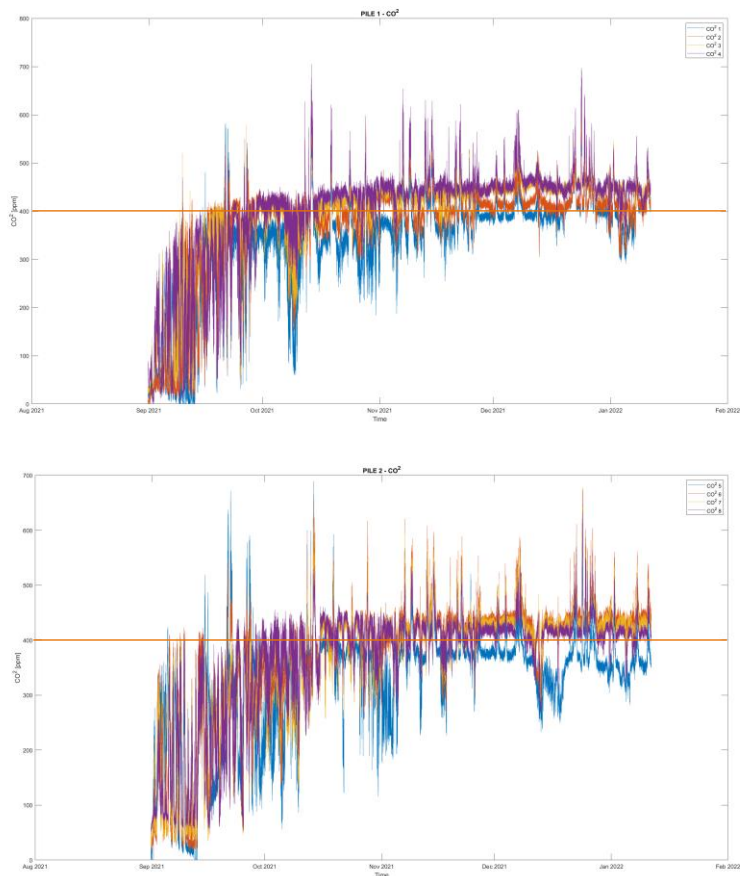 PILE 1 - CO²
CO² 1
CO² 2
CO² 3
CO² 4
800
700
600
500
400
300
200
100
0
CO² [ppm]
Aug 2021 Sep 2021 Oct 2021 Nov 2021 Dec 2021 Jan 2022 Feb 2022
Time
PILE 2 - CO²
CO² 5
CO² 6
CO² 7
CO² 8
700
600
500
400
300
200
100
0
CO² [ppm]
Aug 2021 Sep 2021 Oct 2021 Nov 2021 Dec 2021 Jan 2022 Feb 2022
Time